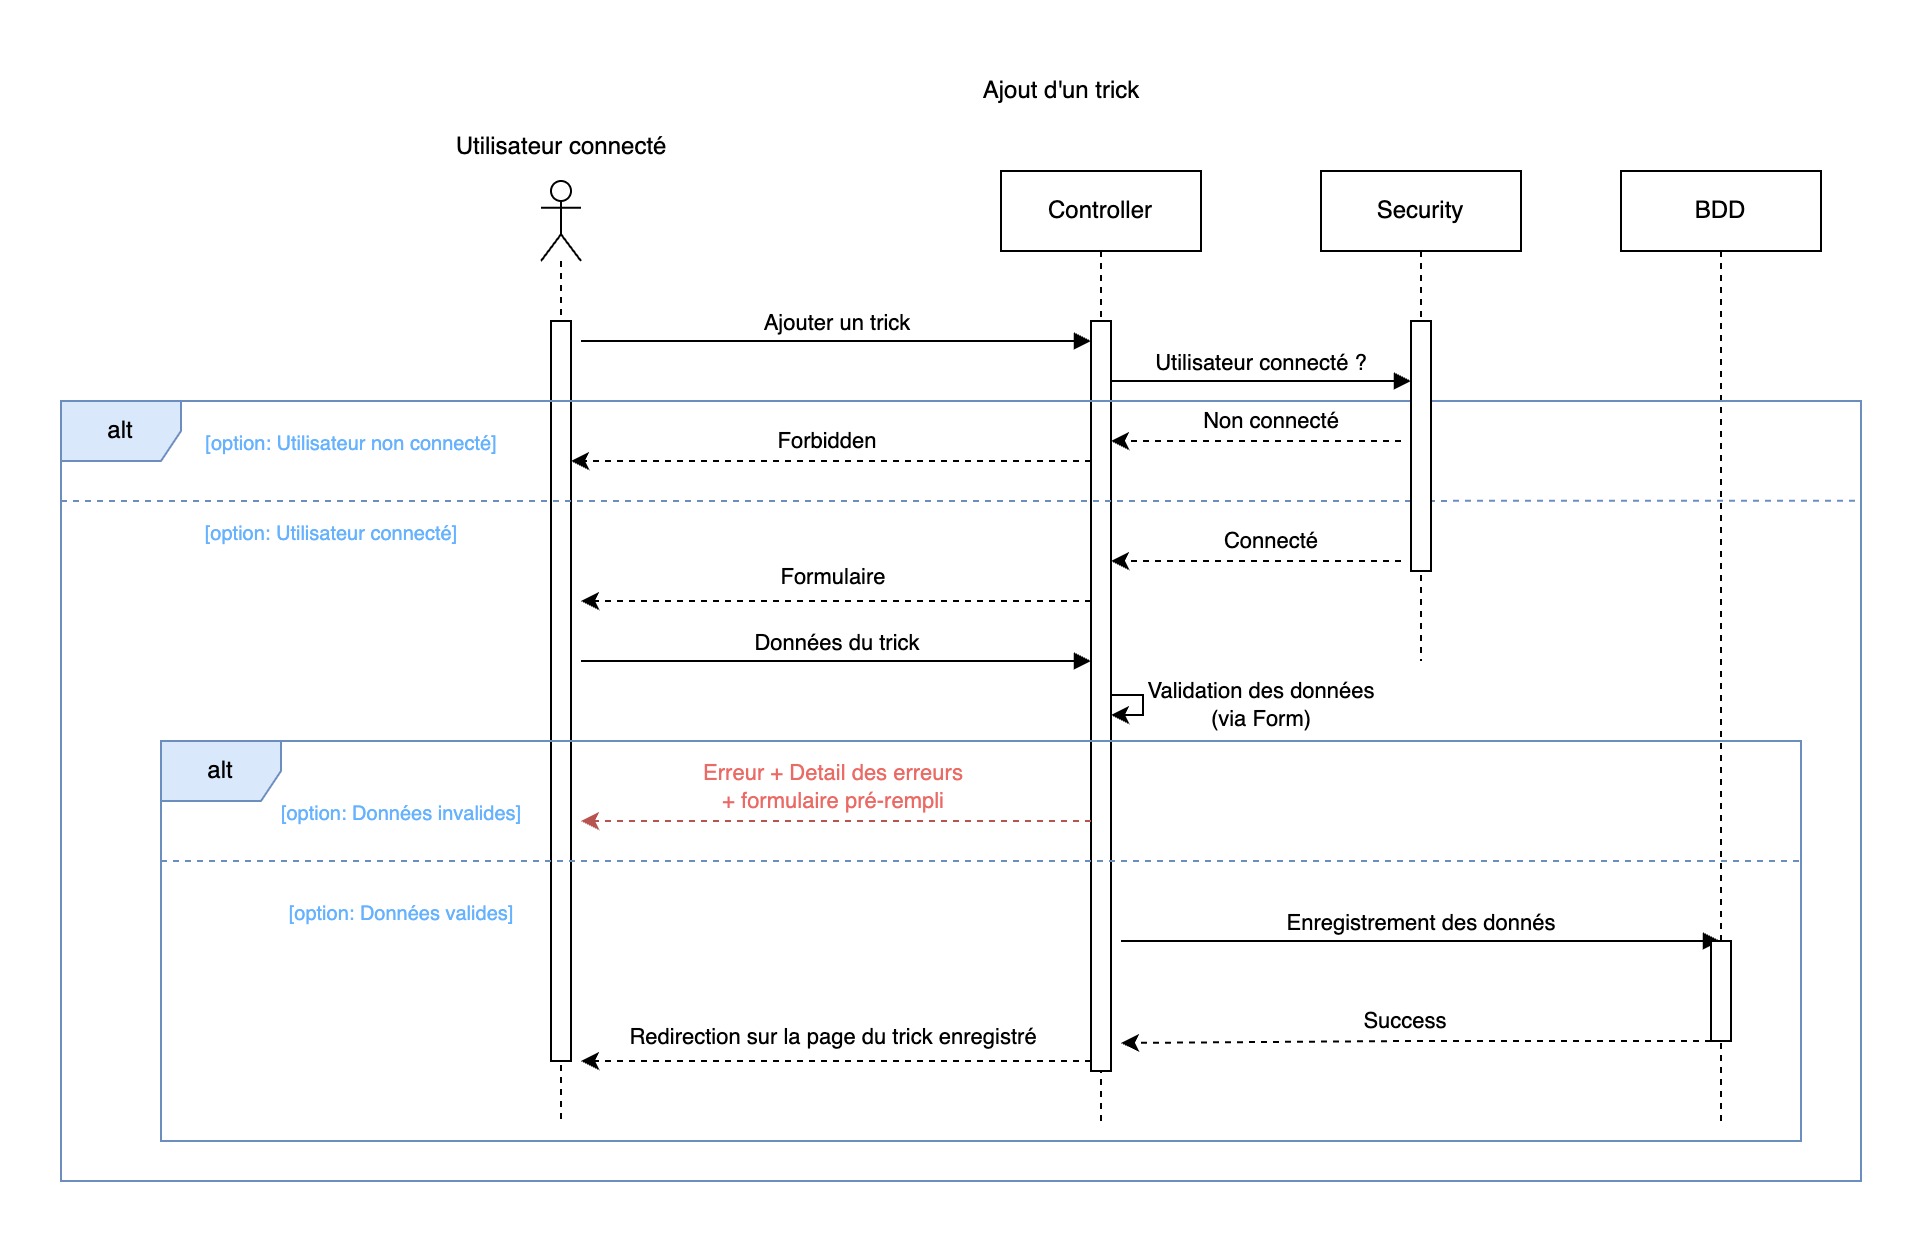 Ajout d'un trick
Utilisateur connecté
Controller
Security
BDD
Ajouter un trick
Utilisateur connecté ?
alt
[option: Utilisateur non connecté]
Non connecté
Forbidden
[option: Utilisateur connecté]
Connecté
Formulaire
Données du trick
Validation des données
(via Form)
alt
[option: Données invalides]
Erreur + Detail des erreurs
+ formulaire pré-rempli
[option: Données valides]
Enregistrement des donnés
Success
Redirection sur la page du trick enregistré